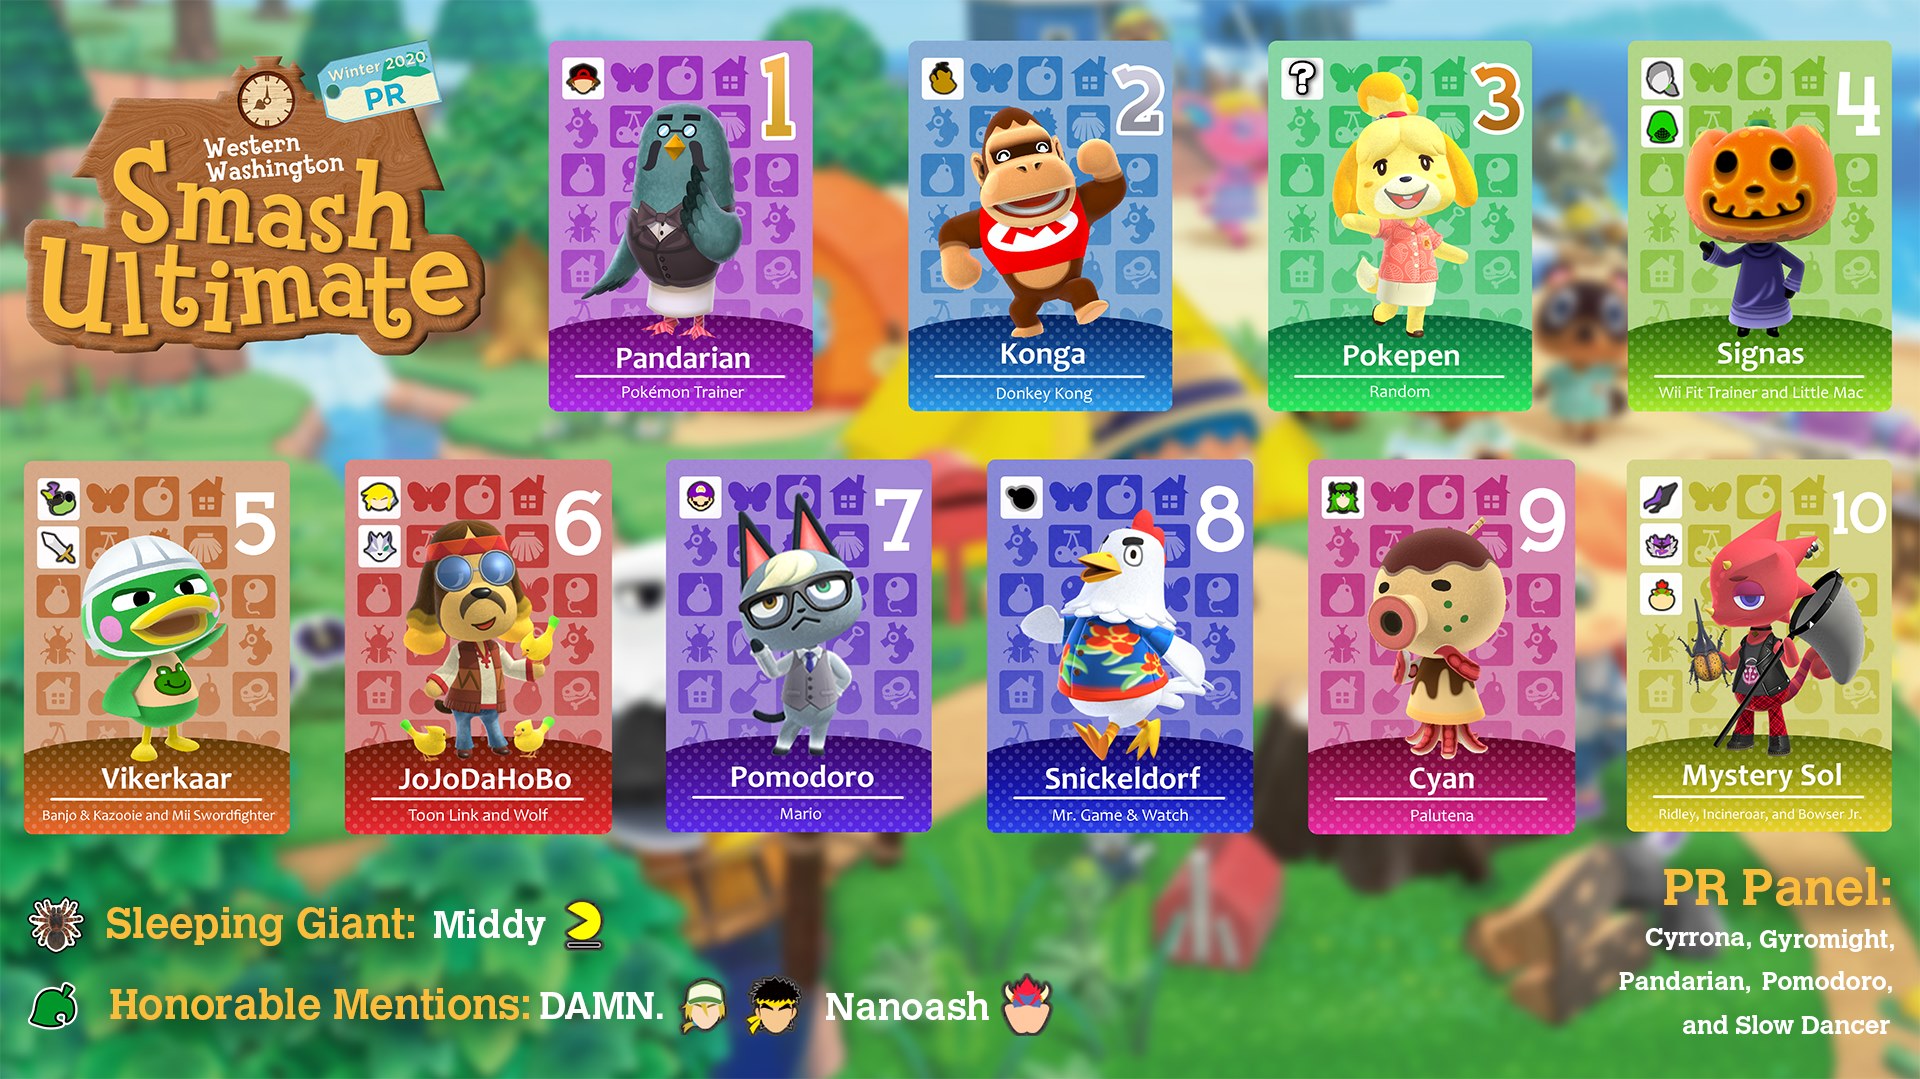 Winter 2020
PR
Western
Washington
Smash
Ultimate
1
Pandarian
Pokémon Trainer
2
Konga
Donkey Kong
?
3
Pokepen
Random
4
Signas
Wii Fit Trainer and Little Mac
5
Vikerkaar
Banjo & Kazooie and Mii Swordfighter
6
JoJoDaHoBo
Toon Link and Wolf
7
Pomodoro
Mario
8
Snickeldorf
Mr. Game & Watch
9
Cyan
Palutena
10
Mystery Sol
Ridley, Incineroar, and Bowser Jr.
Sleeping Giant: Middy
Honorable Mentions: DAMN. Nanoash
PR Panel:
Cyrrona, Gyromight,
Pandarian, Pomodoro,
and Slow Dancer